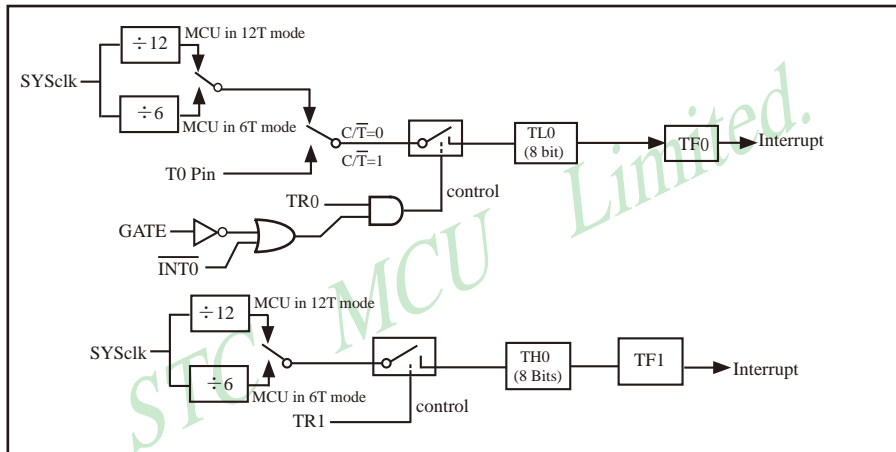 ÷12
MCU in 12T mode
SYSclk
÷6
MCU in 6T mode
C/T̅=0
C/T̅=1
T0 Pin
TL0
(8 bit)
TF0
Interrupt
control
TR0
GATE
I̅N̅T̅0̅
÷12
MCU in 12T mode
SYSclk
÷6
MCU in 6T mode
TH0
(8 Bits)
TF1
Interrupt
control
TR1
STC MCU Limited.